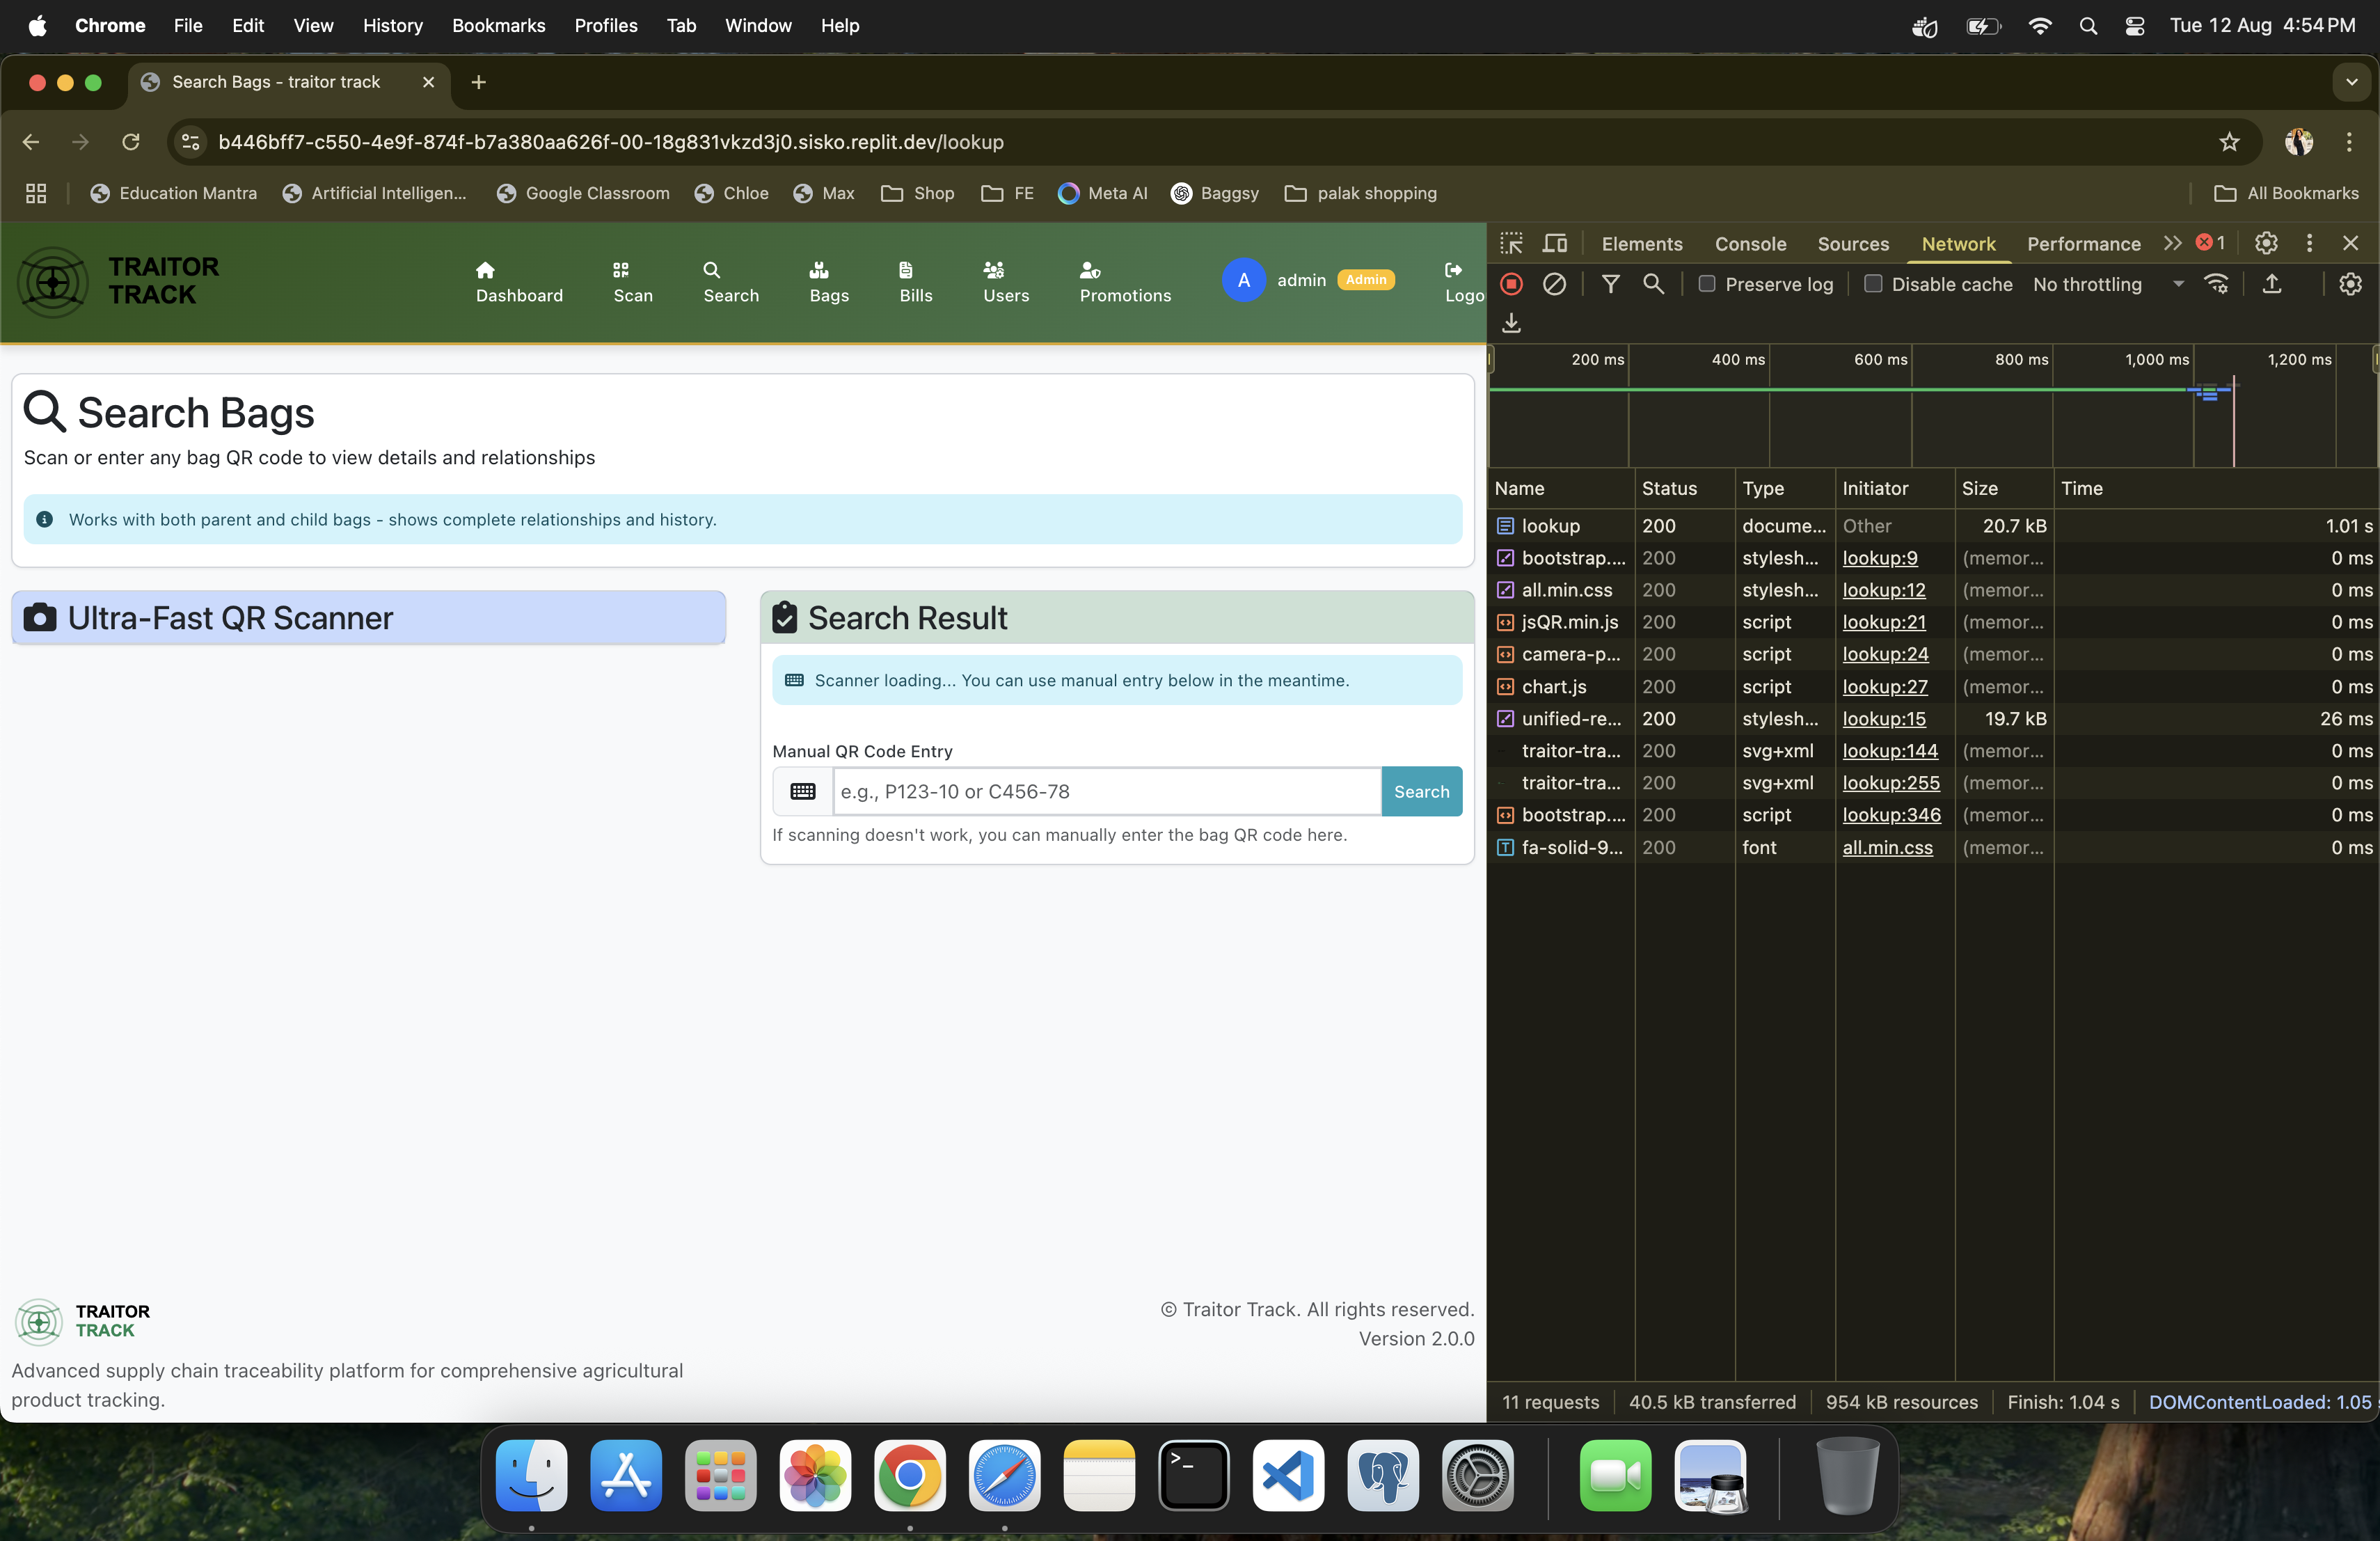 Chrome File Edit View History Bookmarks Profiles Tab Window Help Tue 12 Aug 4:54 PM
Search Bags - traitor track
b446bff7-c550-4e9f-874f-b7a380aa626f-00-18g831vkzd3j0.sisko.replit.dev/lookup
Education Mantra Artificial Intelligen... Google Classroom Chloe Max Shop FE Meta AI Baggsy palak shopping All Bookmarks
TRAITOR
TRACK
Dashboard Scan Search Bags Bills Users Promotions A admin Admin Logo
Search Bags
Scan or enter any bag QR code to view details and relationships
Works with both parent and child bags - shows complete relationships and history.
Ultra-Fast QR Scanner
Search Result
Scanner loading... You can use manual entry below in the meantime.
Manual QR Code Entry
e.g., P123-10 or C456-78 Search
If scanning doesn't work, you can manually enter the bag QR code here.
TRAITOR
TRACK
Advanced supply chain traceability platform for comprehensive agricultural
product tracking.
© Traitor Track. All rights reserved.
Version 2.0.0
Elements Console Sources Network Performance 1
Preserve log Disable cache No throttling
200 ms 400 ms 600 ms 800 ms 1,000 ms 1,200 ms
Name Status Type Initiator Size Time
lookup 200 docume... Other 20.7 kB 1.01 s
bootstrap.... 200 stylesh... lookup:9 (memor... 0 ms
all.min.css 200 stylesh... lookup:12 (memor... 0 ms
jsQR.min.js 200 script lookup:21 (memor... 0 ms
camera-p... 200 script lookup:24 (memor... 0 ms
chart.js 200 script lookup:27 (memor... 0 ms
unified-re... 200 stylesh... lookup:15 19.7 kB 26 ms
traitor-tra... 200 svg+xml lookup:144 (memor... 0 ms
traitor-tra... 200 svg+xml lookup:255 (memor... 0 ms
bootstrap.... 200 script lookup:346 (memor... 0 ms
fa-solid-9... 200 font all.min.css (memor... 0 ms
11 requests 40.5 kB transferred 954 kB resources Finish: 1.04 s DOMContentLoaded: 1.05